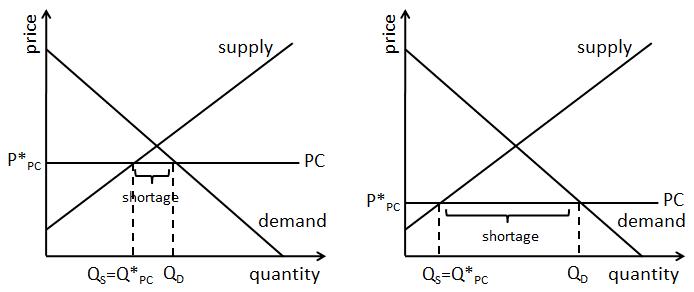 price
supply
P*PC
PC
shortage
demand
QS=Q*PC
QD
quantity
price
supply
P*PC
PC
shortage
demand
QS=Q*PC
QD
quantity